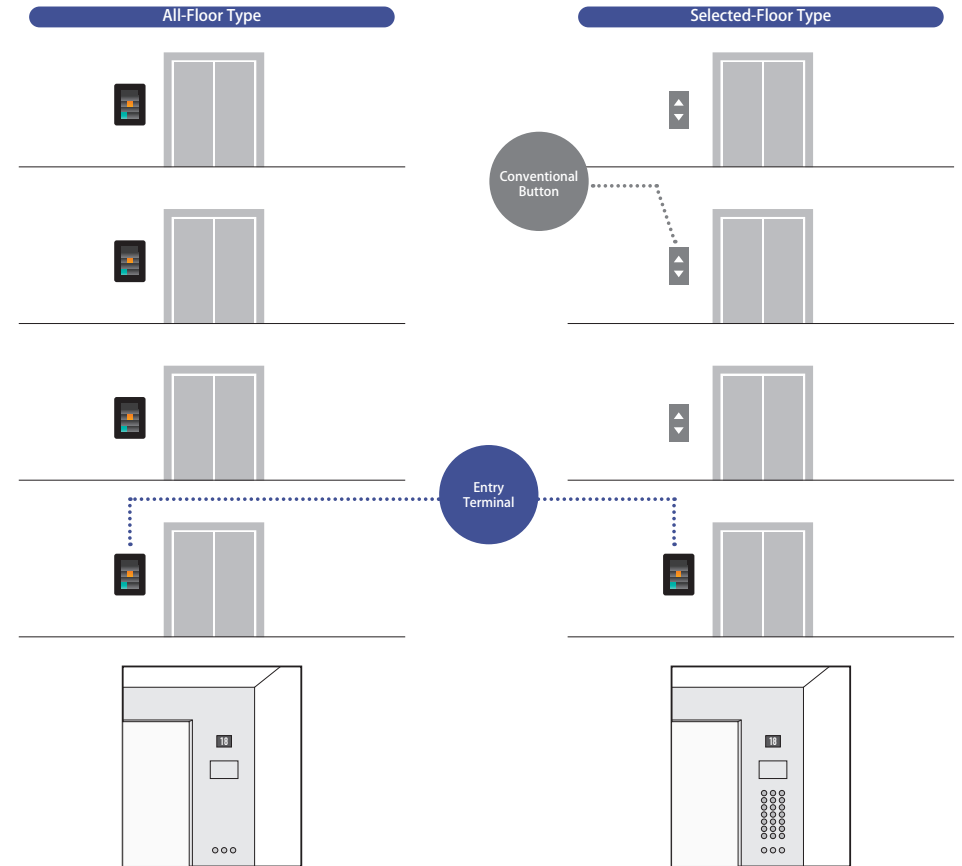 All-Floor Type
Selected-Floor Type
Conventional
Button
Entry
Terminal
18
18